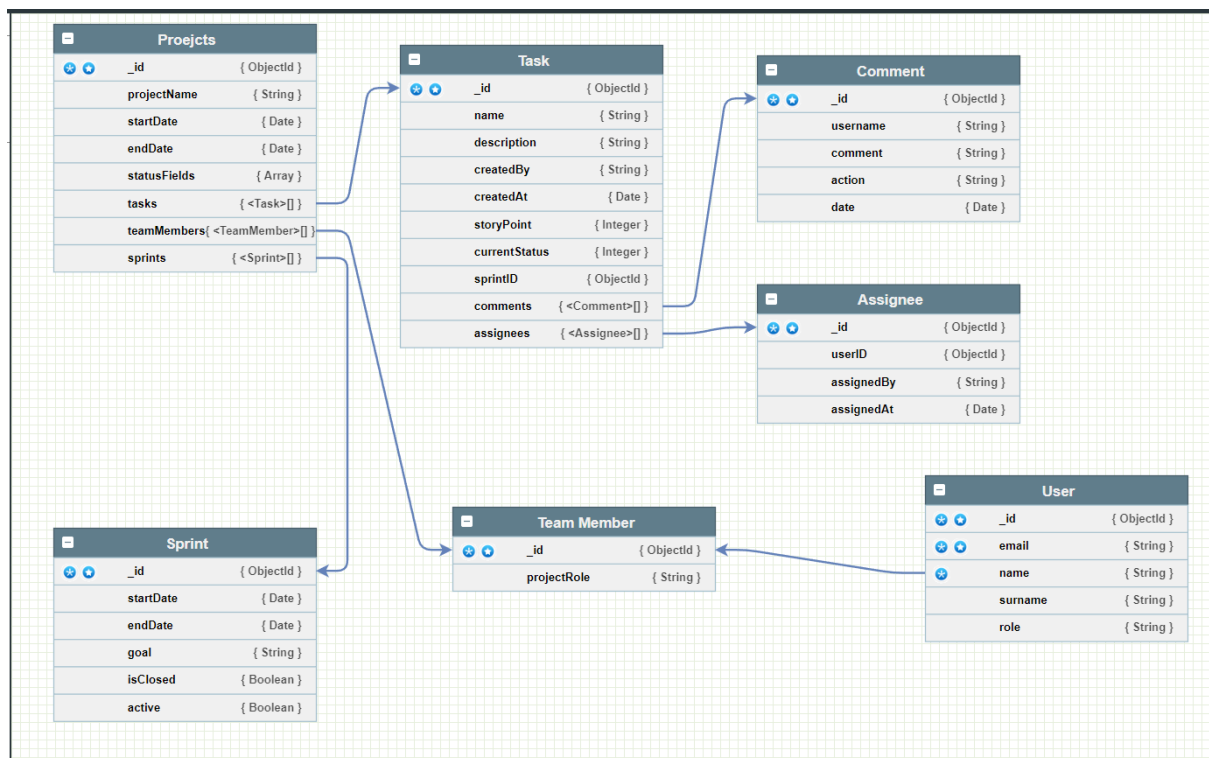 Proejcts
_id { ObjectId }
projectName { String }
startDate { Date }
endDate { Date }
statusFields { Array }
tasks { <Task>[] }
teamMembers{ <TeamMember>[] }
sprints { <Sprint>[] }
Task
_id { ObjectId }
name { String }
description { String }
createdBy { String }
createdAt { Date }
storyPoint { Integer }
currentStatus { Integer }
sprintID { ObjectId }
comments { <Comment>[] }
assignees { <Assignee>[] }
Comment
_id { ObjectId }
username { String }
comment { String }
action { String }
date { Date }
Assignee
_id { ObjectId }
userID { ObjectId }
assignedBy { String }
assignedAt { Date }
Sprint
_id { ObjectId }
startDate { Date }
endDate { Date }
goal { String }
isClosed { Boolean }
active { Boolean }
Team Member
_id { ObjectId }
projectRole { String }
User
_id { ObjectId }
email { String }
name { String }
surname { String }
role { String }